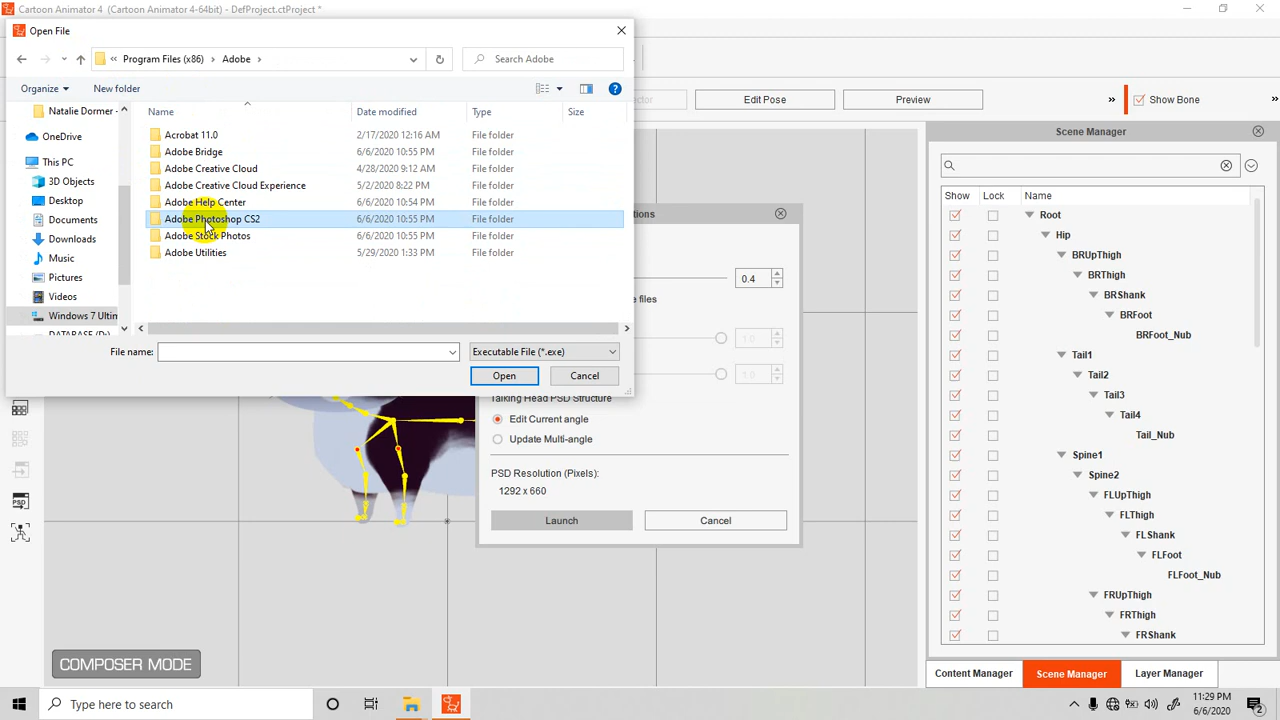 Cartoon Animator 4 (Cartoon Animator 4-64bit) - DefProject.ctProject *
Open File
« Program Files (x86) > Adobe >
Search Adobe
Organize
New folder
Name
Date modified
Type
Size
Natalie Dormer -
OneDrive
This PC
3D Objects
Desktop
Documents
Downloads
Music
Pictures
Videos
Windows 7 Ultim
DATABASE (D:)
Acrobat 11.0 2/17/2020 12:16 AM File folder
Adobe Bridge 6/6/2020 10:55 PM File folder
Adobe Creative Cloud 4/28/2020 9:12 AM File folder
Adobe Creative Cloud Experience 5/2/2020 8:22 PM File folder
Adobe Help Center 6/6/2020 10:54 PM File folder
Adobe Photoshop CS2 6/6/2020 10:55 PM File folder
Adobe Stock Photos 6/6/2020 10:55 PM File folder
Adobe Utilities 5/29/2020 1:33 PM File folder
File name:
Executable File (*.exe)
Open
Cancel
Edit Pose
Preview
»
Show Bone
»
0.4
1.0
1.0
Talking Head PSD Structure
Edit Current angle
Update Multi-angle
PSD Resolution (Pixels):
1292 x 660
Launch
Cancel
PSD
Scene Manager
Show Lock Name
Root
Hip
BRUpThigh
BRThigh
BRShank
BRFoot
BRFoot_Nub
Tail1
Tail2
Tail3
Tail4
Tail_Nub
Spine1
Spine2
FLUpThigh
FLThigh
FLShank
FLFoot
FLFoot_Nub
FRUpThigh
FRThigh
FRShank
COMPOSER MODE
Content Manager
Scene Manager
Layer Manager
Type here to search
11:29 PM
6/6/2020
2